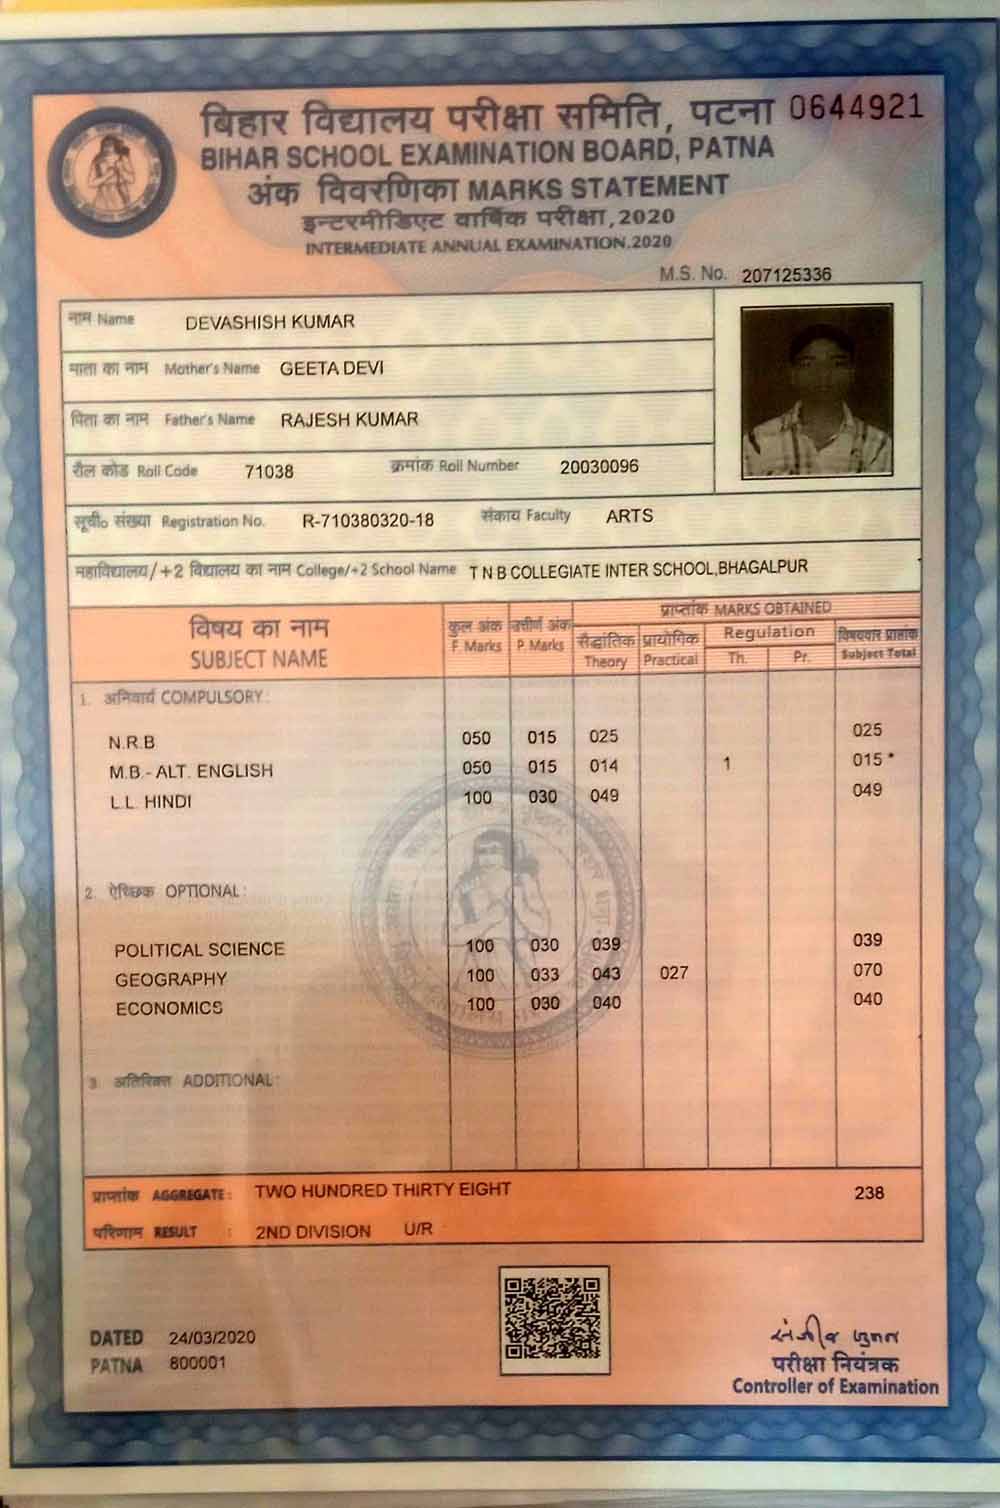 बिहार विद्यालय परीक्षा समिति, पटना 0644921
BIHAR SCHOOL EXAMINATION BOARD, PATNA
अंक विवरणिका MARKS STATEMENT
इन्टरमीडिएट वार्षिक परीक्षा, 2020
INTERMEDIATE ANNUAL EXAMINATION, 2020
M.S. No. 207125336
नाम Name DEVASHISH KUMAR
माता का नाम Mother's Name GEETA DEVI
पिता का नाम Father's Name RAJESH KUMAR
रौल कोड Roll Code 71038 क्रमांक Roll Number 20030096
सूची० संख्या Registration No. R-710380320-18 संकाय Faculty ARTS
महाविद्यालय/+2 विद्यालय का नाम College/+2 School Name T N B COLLEGIATE INTER SCHOOL,BHAGALPUR
विषय का नाम SUBJECT NAME कुल अंक F. Marks उत्तीर्ण अंक P. Marks प्राप्तांक MARKS OBTAINED
सैद्धांतिक Theory प्रायोगिक Practical Regulation Th. Pr. विषयवार प्राप्तांक Subject Total
1. अनिवार्य COMPULSORY:
N.R.B 050 015 025 025
M.B.- ALT. ENGLISH 050 015 014 1 015 *
L.L. HINDI 100 030 049 049
2. ऐच्छिक OPTIONAL:
POLITICAL SCIENCE 100 030 039 039
GEOGRAPHY 100 033 043 027 070
ECONOMICS 100 030 040 040
3. अतिरिक्त ADDITIONAL:
प्राप्तांक AGGREGATE: TWO HUNDRED THIRTY EIGHT 238
परिणाम RESULT : 2ND DIVISION U/R
DATED 24/03/2020
PATNA 800001
परीक्षा नियंत्रक
Controller of Examination